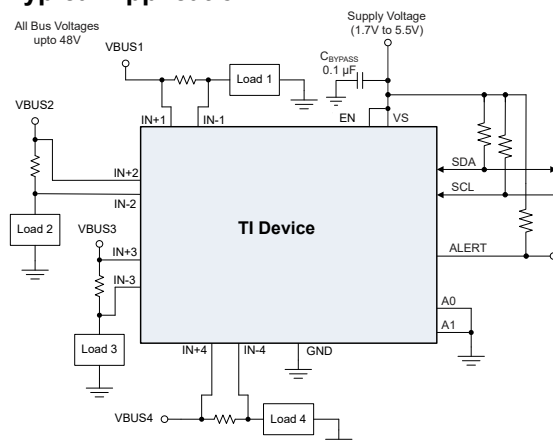 All Bus Voltages
upto 48V
Supply Voltage
(1.7V to 5.5V)
VBUS1
CBYPASS
0.1 µF
Load 1
IN+1
IN-1
EN
VS
VBUS2
IN+2
IN-2
Load 2
SDA
SCL
TI Device
VBUS3
IN+3
IN-3
ALERT
Load 3
A0
A1
IN+4
IN-4
GND
VBUS4
Load 4